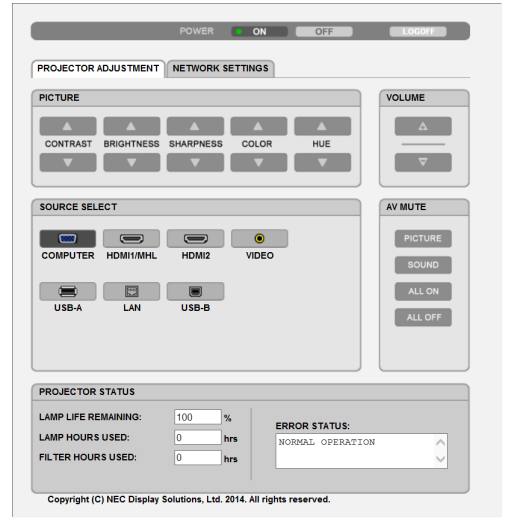 POWER ON OFF LOGOFF
PROJECTOR ADJUSTMENT NETWORK SETTINGS
PICTURE
CONTRAST BRIGHTNESS SHARPNESS COLOR HUE
VOLUME
SOURCE SELECT
COMPUTER HDMI1/MHL HDMI2 VIDEO
USB-A LAN USB-B
AV MUTE
PICTURE
SOUND
ALL ON
ALL OFF
PROJECTOR STATUS
LAMP LIFE REMAINING: 100 %
LAMP HOURS USED: 0 hrs
FILTER HOURS USED: 0 hrs
ERROR STATUS:
NORMAL OPERATION
Copyright (C) NEC Display Solutions, Ltd. 2014. All rights reserved.